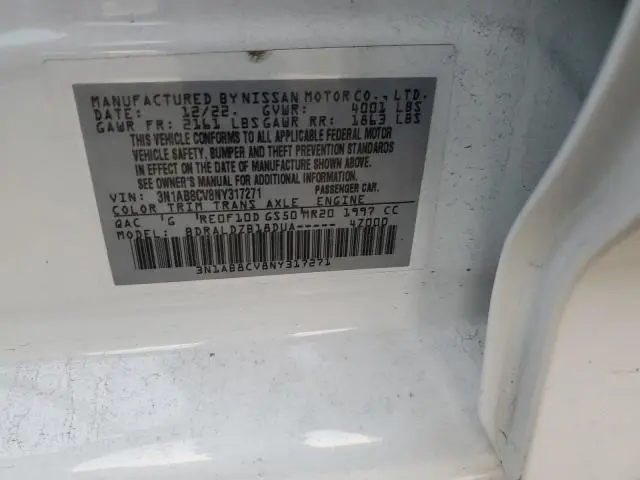 MANUFACTURED BY NISSAN MOTOR CO., LTD.
DATE: 12/22 GVWR: 4001 LBS
GAWR FR: 2161 LBS GAWR RR: 1863 LBS
THIS VEHICLE CONFORMS TO ALL APPLICABLE FEDERAL MOTOR
VEHICLE SAFETY, BUMPER AND THEFT PREVENTION STANDARDS
IN EFFECT ON THE DATE OF MANUFACTURE SHOWN ABOVE.
SEE OWNER'S MANUAL FOR ADDITIONAL INFORMATION.
VIN: 3N1AB8CV8NY317271 PASSENGER CAR.
COLOR TRIM TRANS AXLE ENGINE
QAC G RE0F10D GS50 MR20 1997 CC
MODEL: BDRALDZB18DUA----- 47000
3N1AB8CV8NY317271